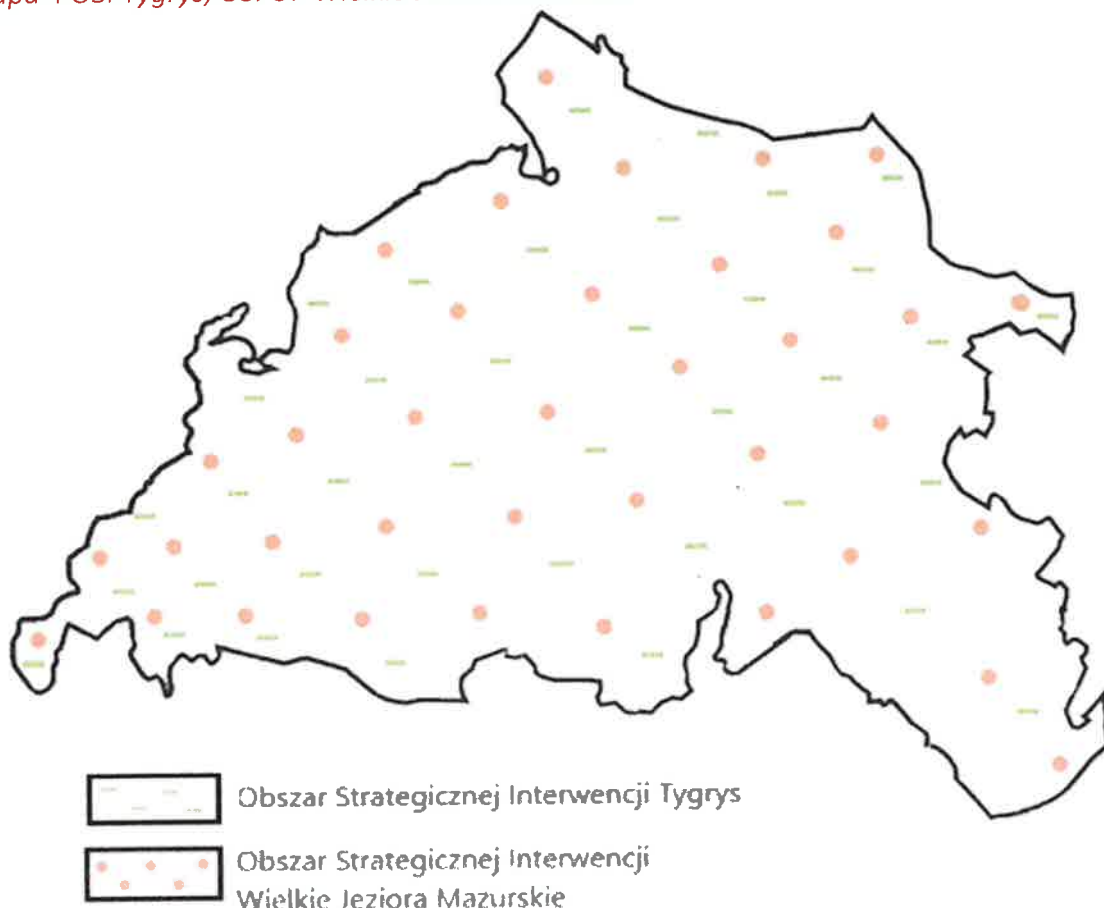 Obszar Strategicznej Interwencji Tygrys
Obszar Strategicznej Interwencji
Wielkie Jeziora Mazurskie